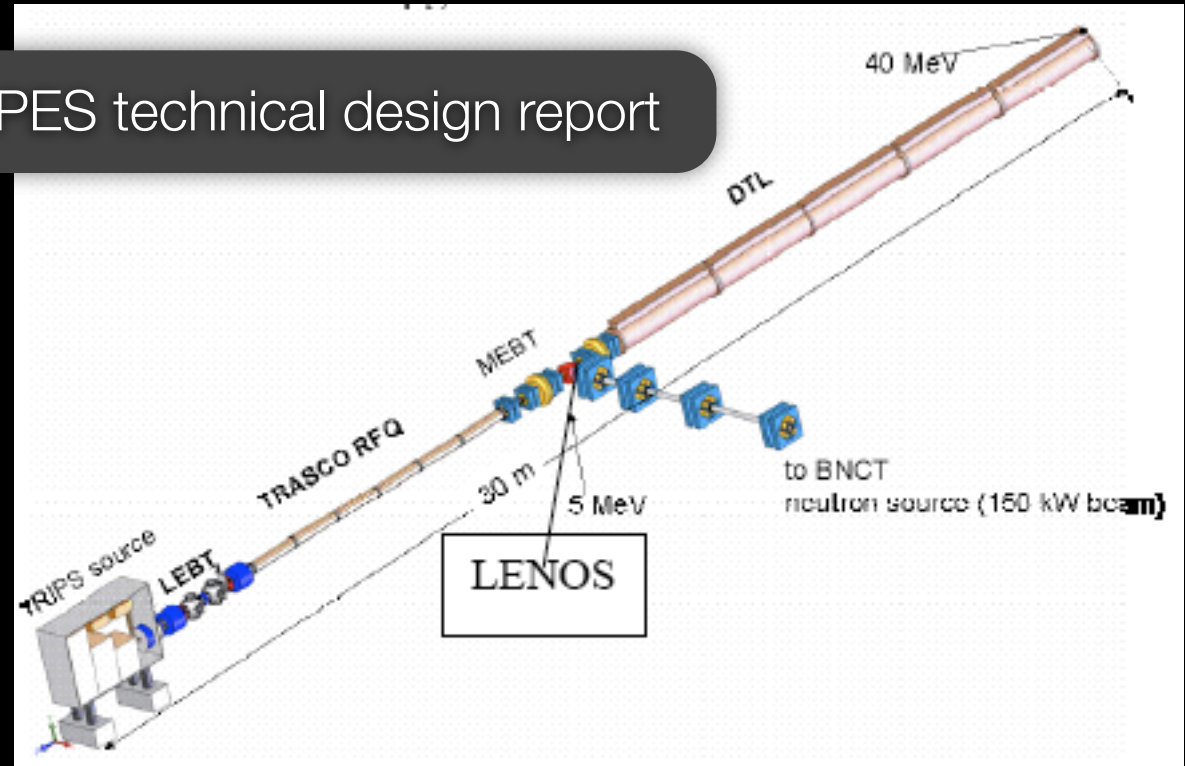 PES technical design report
40 MeV
DTL
MEBT
TRASCO RFQ
30 m
5 MeV
to BNCT
neutron source (150 kW beam)
LENOS
TRIPS source
LEBT